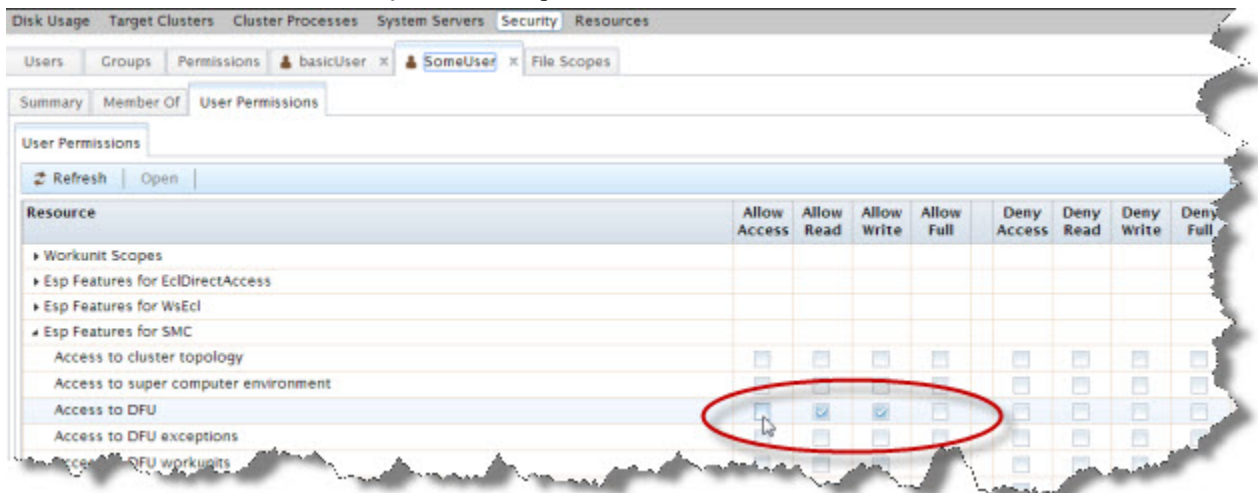 Disk Usage Target Clusters Cluster Processes System Servers Security Resources
Users Groups Permissions basicUser x SomeUser x File Scopes
Summary Member Of User Permissions
User Permissions
Refresh Open
Resource Allow Access Allow Read Allow Write Allow Full Deny Access Deny Read Deny Write Deny Full
Workunit Scopes
Esp Features for EclDirectAccess
Esp Features for WsEcl
Esp Features for SMC
Access to cluster topology
Access to super computer environment
Access to DFU
Access to DFU exceptions
DFU workunits